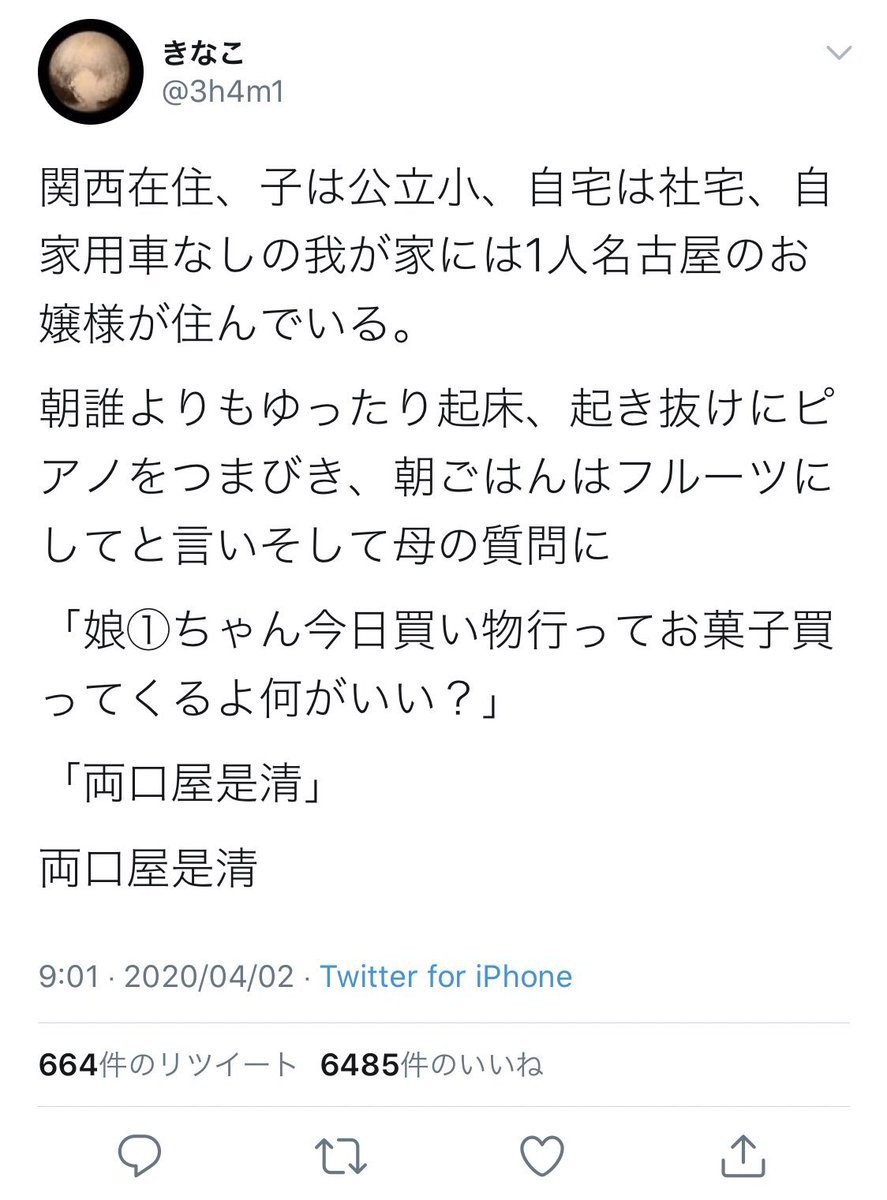 きなこ
@3h4m1
関西在住、子は公立小、自宅は社宅、自
家用車なしの我が家には1人名古屋のお
嬢様が住んでいる。
朝誰よりもゆったり起床、起き抜けにピ
アノをつまびき、朝ごはんはフルーツに
してと言いそして母の質問に
「娘①ちゃん今日買い物行ってお菓子買
ってくるよ何がいい？」
「両口屋是清」
両口屋是清
9:01 · 2020/04/02 · Twitter for iPhone
664件のリツイート 6485件のいいね